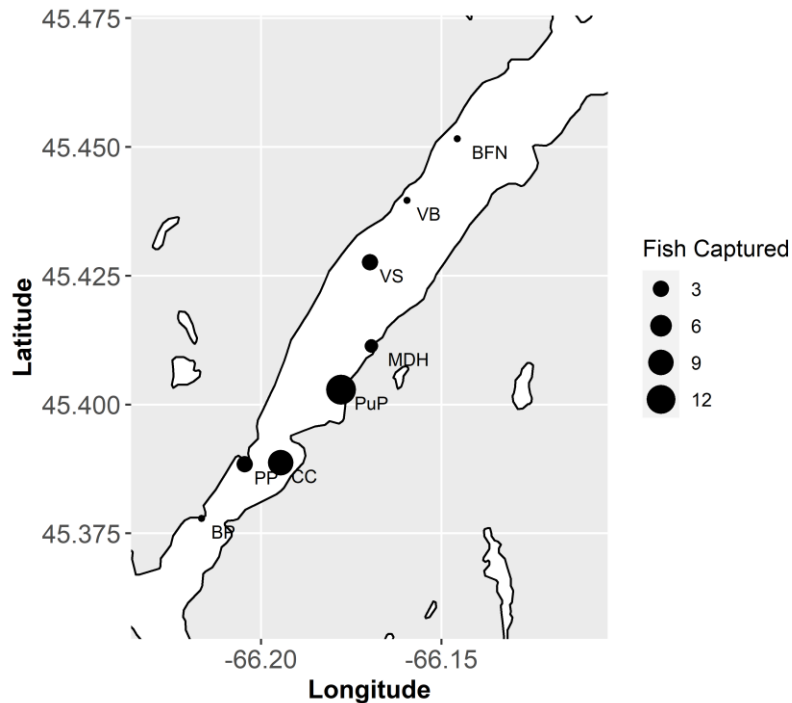 45.475
45.450
45.425
45.400
45.375
Latitude
BFN
VB
VS
MDH
PuP
PP
CC
BP
-66.20
-66.15
Longitude
Fish Captured
3
6
9
12